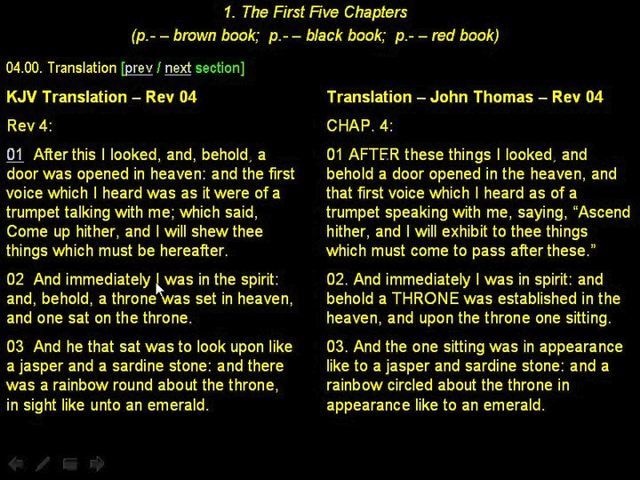 1. The First Five Chapters
(p.- – brown book;  p.- – black book;  p.- – red book)
04.00. Translation [prev / next section]
KJV Translation – Rev 04
Rev 4:
01  After this I looked, and, behold, a
door was opened in heaven: and the first
voice which I heard was as it were of a
trumpet talking with me; which said,
Come up hither, and I will shew thee
things which must be hereafter.
02  And immediately I was in the spirit:
and, behold, a throne was set in heaven,
and one sat on the throne.
03  And he that sat was to look upon like
a jasper and a sardine stone: and there
was a rainbow round about the throne,
in sight like unto an emerald.
Translation – John Thomas – Rev 04
CHAP. 4:
01 AFTER these things I looked, and
behold a door opened in the heaven, and
that first voice which I heard as of a
trumpet speaking with me, saying, “Ascend
hither, and I will exhibit to thee things
which must come to pass after these.”
02. And immediately I was in spirit: and
behold a THRONE was established in the
heaven, and upon the throne one sitting.
03. And the one sitting was in appearance
like to a jasper and sardine stone: and a
rainbow circled about the throne in
appearance like to an emerald.